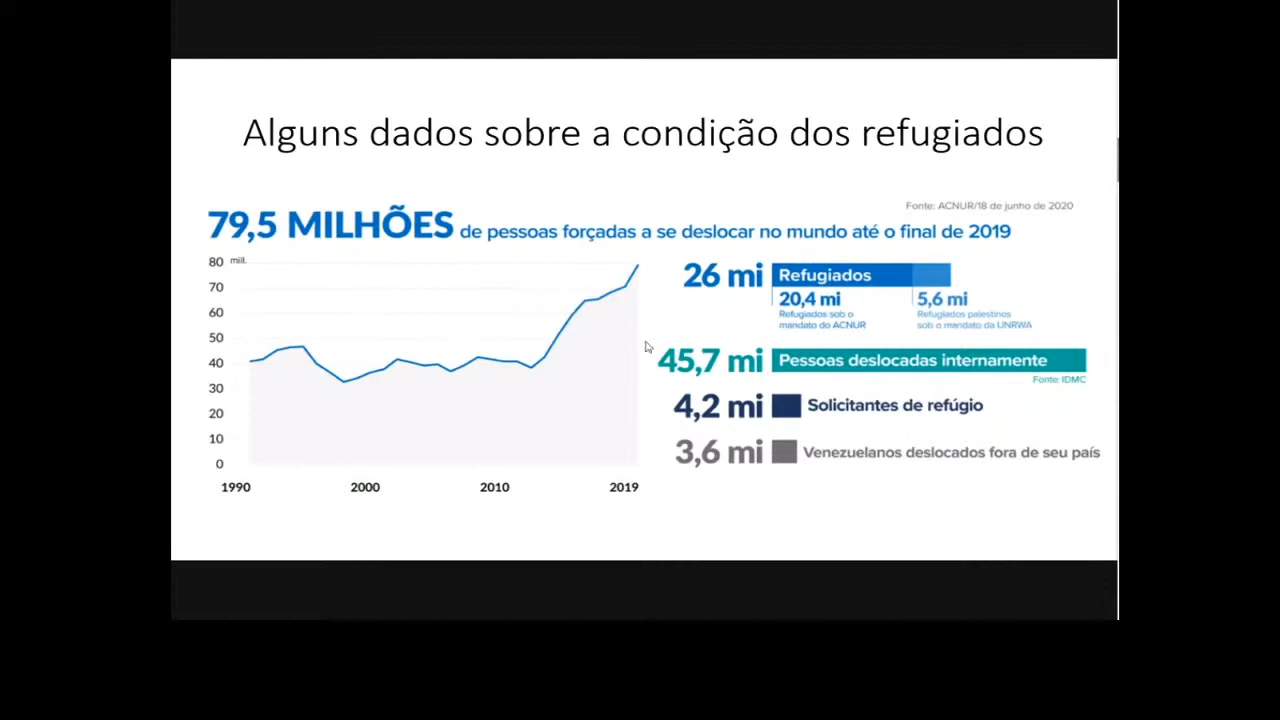 Alguns dados sobre a condição dos refugiados
Fonte: ACNUR/18 de junho de 2020
79,5 MILHÕES de pessoas forçadas a se deslocar no mundo até o final de 2019
80 mill.
70
60
50
40
30
20
10
0
1990 2000 2010 2019
26 mi Refugiados
20,4 mi
Refugiados sob o
mandato do ACNUR
5,6 mi
Refugiados palestinos
sob o mandato da UNRWA
45,7 mi Pessoas deslocadas internamente
Fonte: IDMC
4,2 mi Solicitantes de refúgio
3,6 mi Venezuelanos deslocados fora de seu país